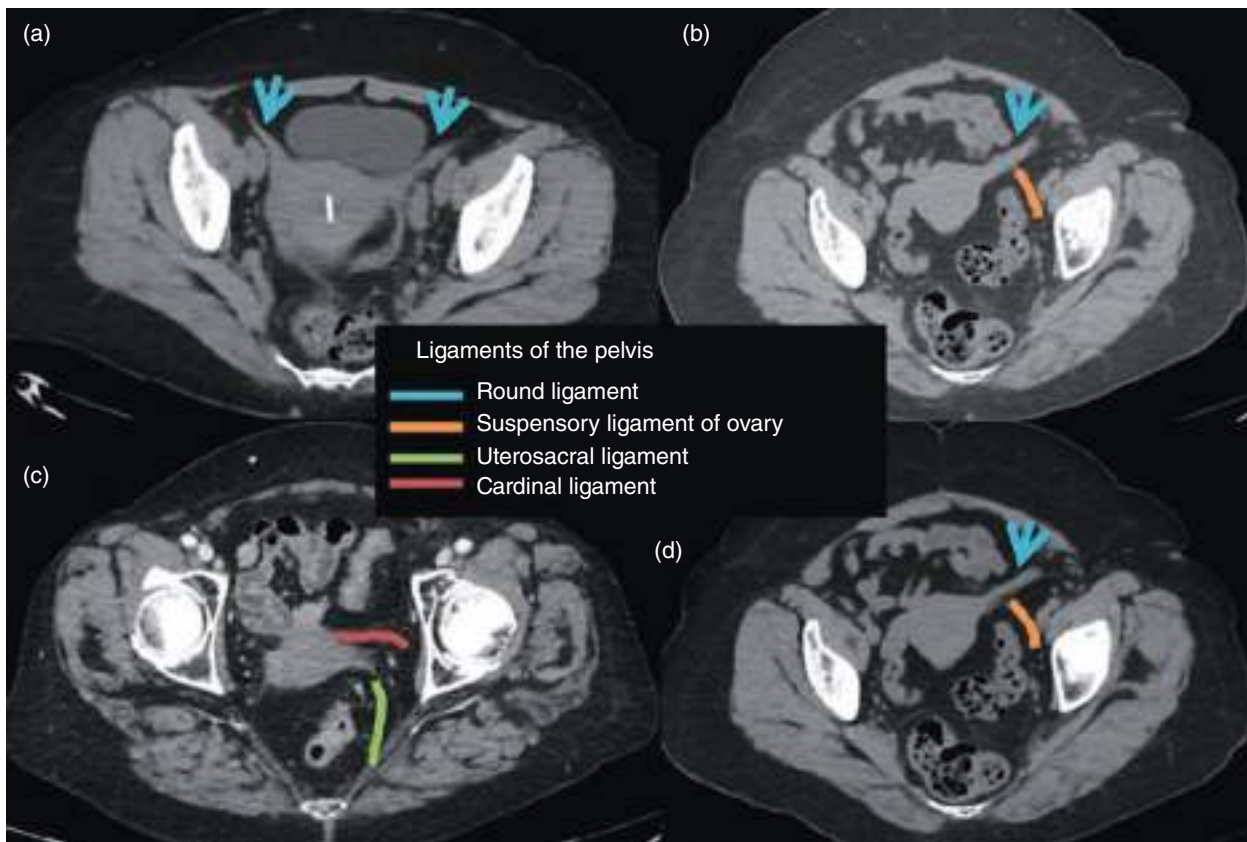 (a)
(b)
Ligaments of the pelvis
Round ligament
Suspensory ligament of ovary
Uterosacral ligament
Cardinal ligament
(c)
(d)